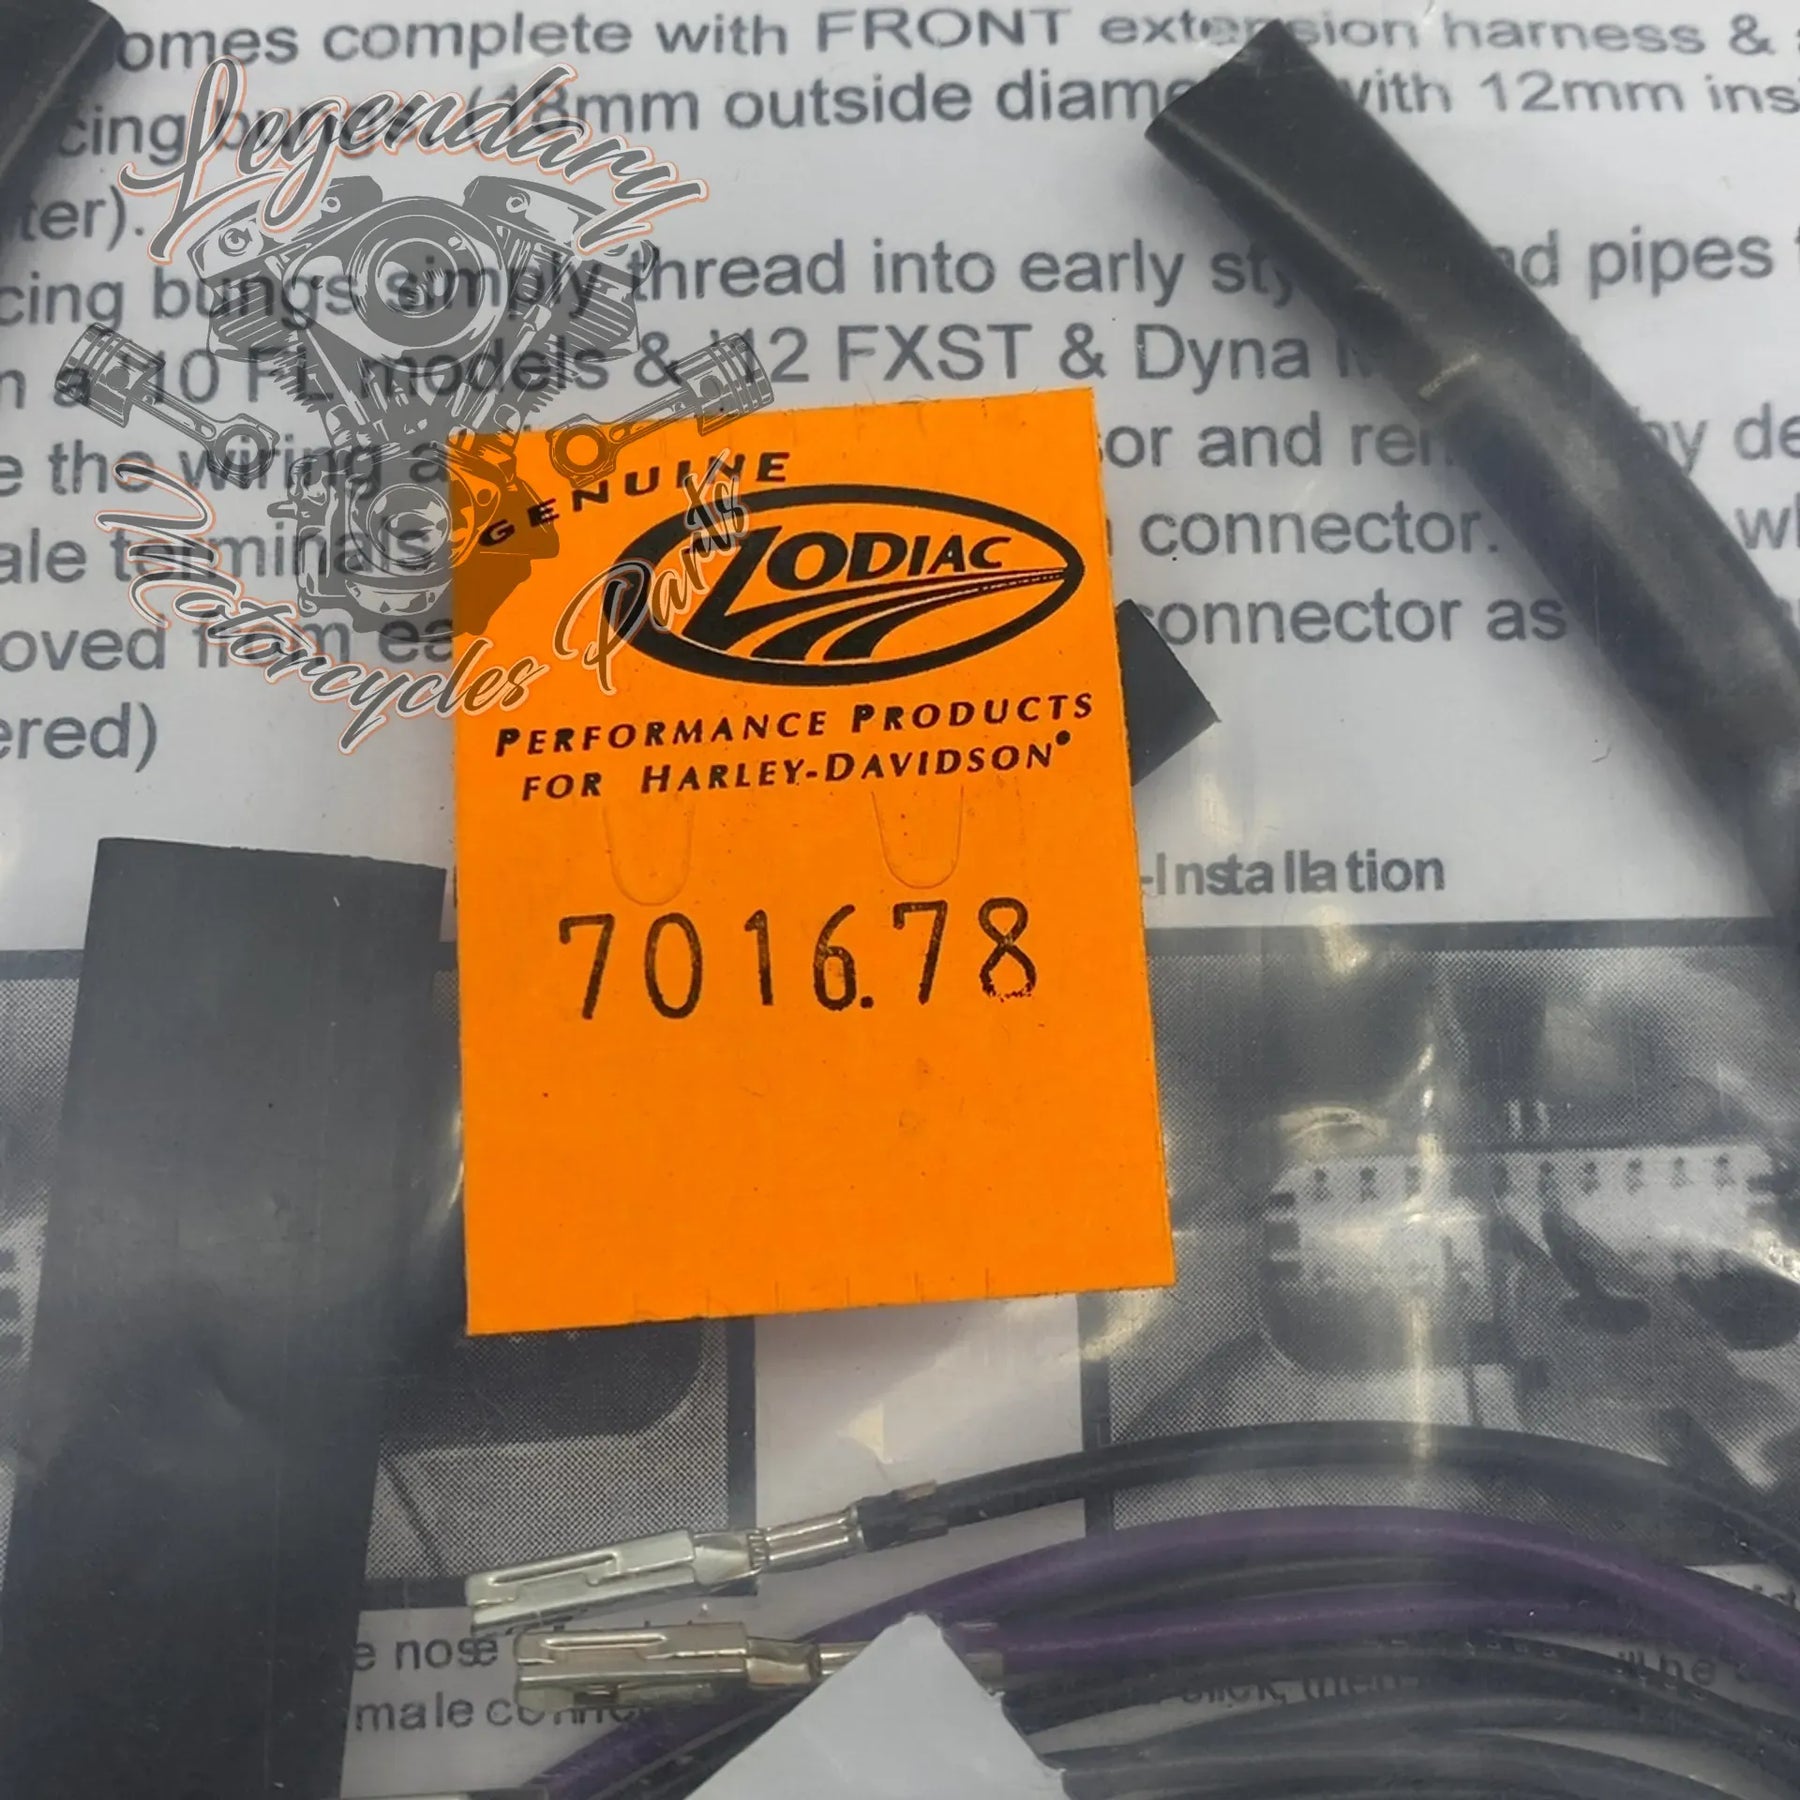 omes complete with FRONT extension harness &
cing bungs (18mm outside diame with 12mm ins
ter).
cing bungs simply thread into early sty d pipes
'10 FL models & '12 FXST & Dyna
e the wiring a or and re by de
ale terminals connector. wh
oved from ea connector as
ered)
Legendary
Motorcycles Parts
GENUINE
ZODIAC
PERFORMANCE PRODUCTS
FOR HARLEY-DAVIDSON
7016.78
-Installation
e nose
male